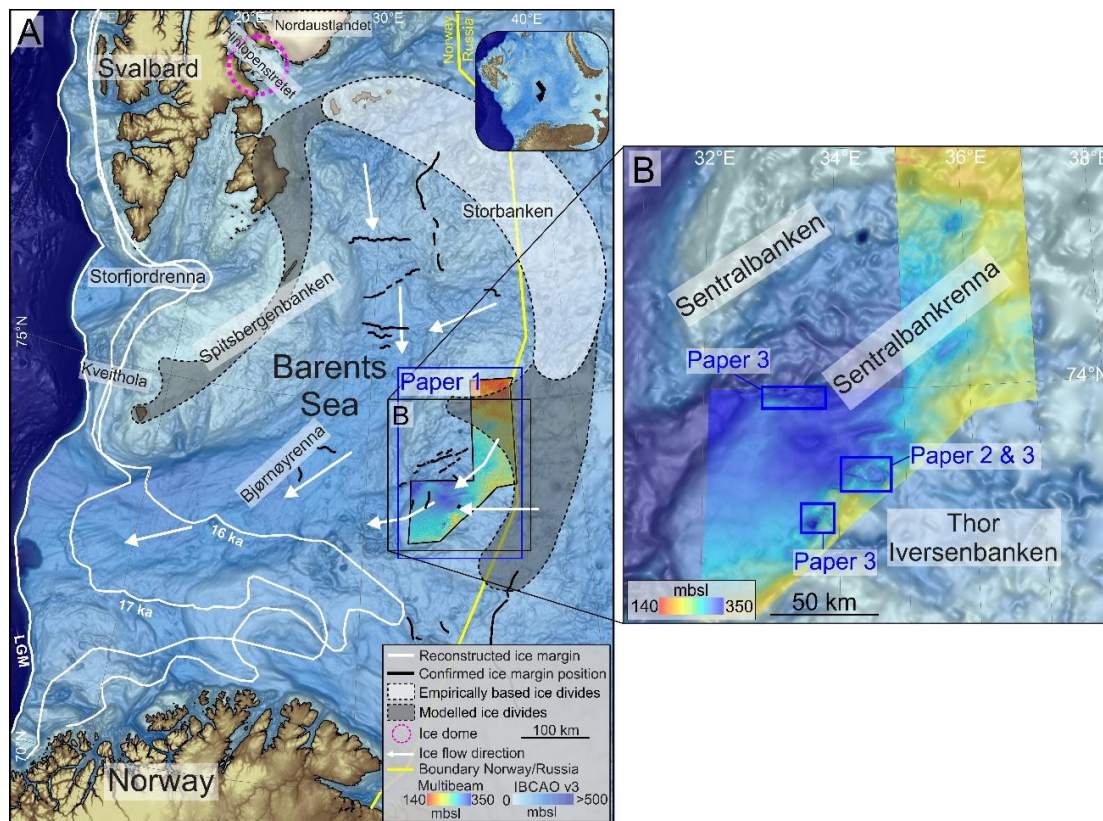 A
20°E
30°E
40°E
Nordaustlandet
Hinlopenstretet
Norway
Russia
Svalbard
Storbanken
Storfjordrenna
Spitsbergenbanken
75°N
Kveithola
Barents
Sea
Paper 1
B
Bjørnøyrenna
16 ka
17 ka
LGM
70°N
Norway
Reconstructed ice margin
Confirmed ice margin position
Empirically based ice divides
Modelled ice divides
Ice dome
100 km
Ice flow direction
Boundary Norway/Russia
Multibeam
IBCAO v3
140
350
0
>500
mbsl
mbsl
B
32°E
34°E
36°E
38°E
Sentralbanken
Sentralbankrenna
74°N
Paper 3
Paper 2 & 3
Paper 3
Thor
Iversenbanken
mbsl
140
350
50 km